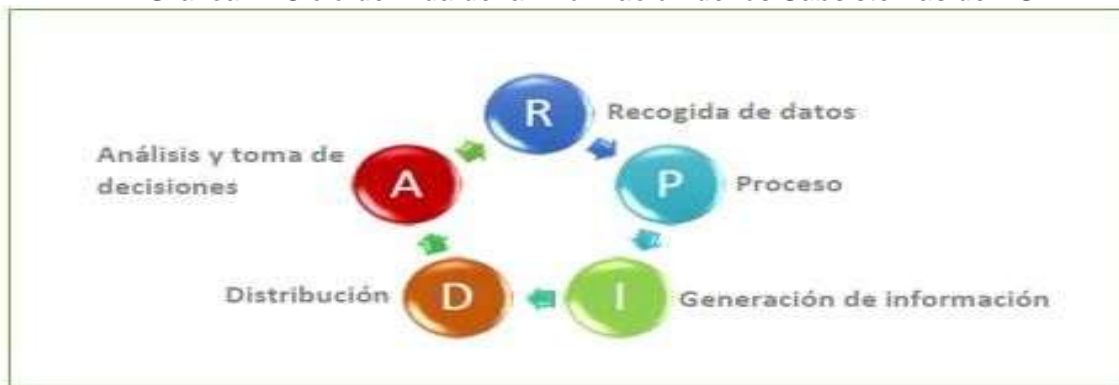 R
Recogida de datos
P
Proceso
I
Generación de información
D
Distribución
A
Análisis y toma de
decisiones